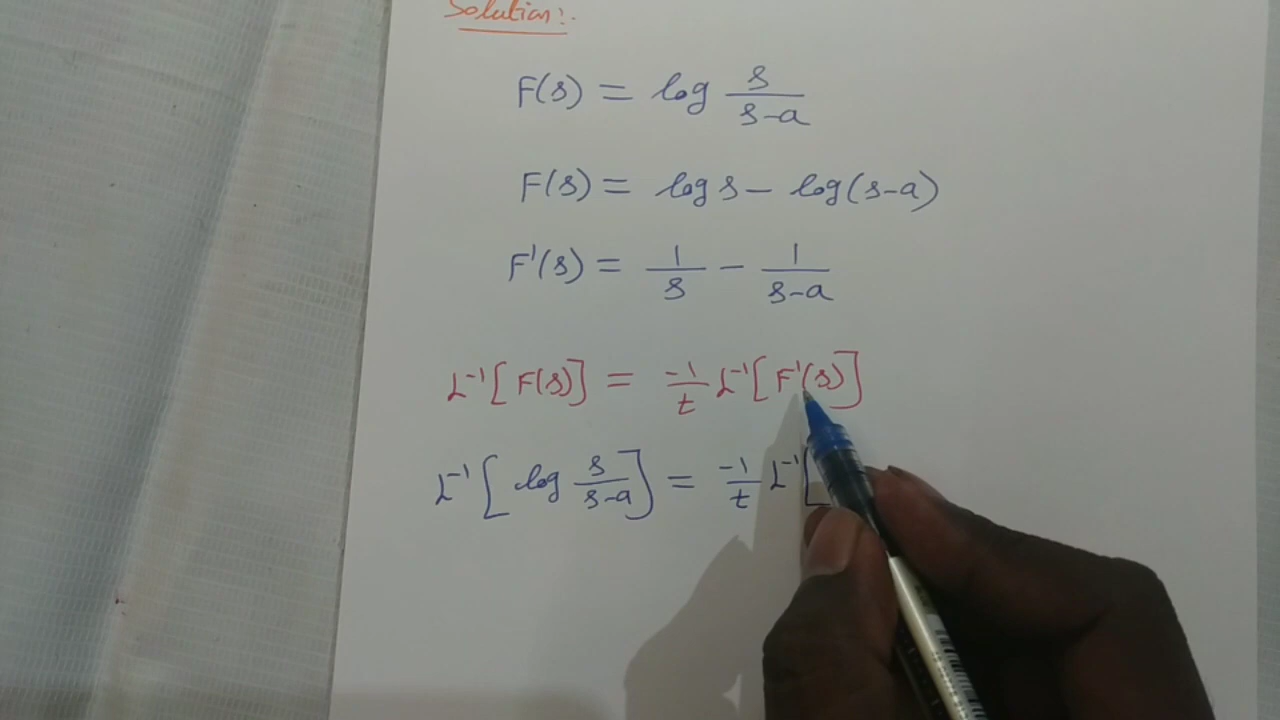 Solution:.
F(s) = log s/(s-a)
F(s) = log s - log(s-a)
F'(s) = 1/s - 1/(s-a)
L⁻¹[F(s)] = -1/t L⁻¹[F'(s)]
L⁻¹[log s/(s-a)] = -1/t L⁻¹[